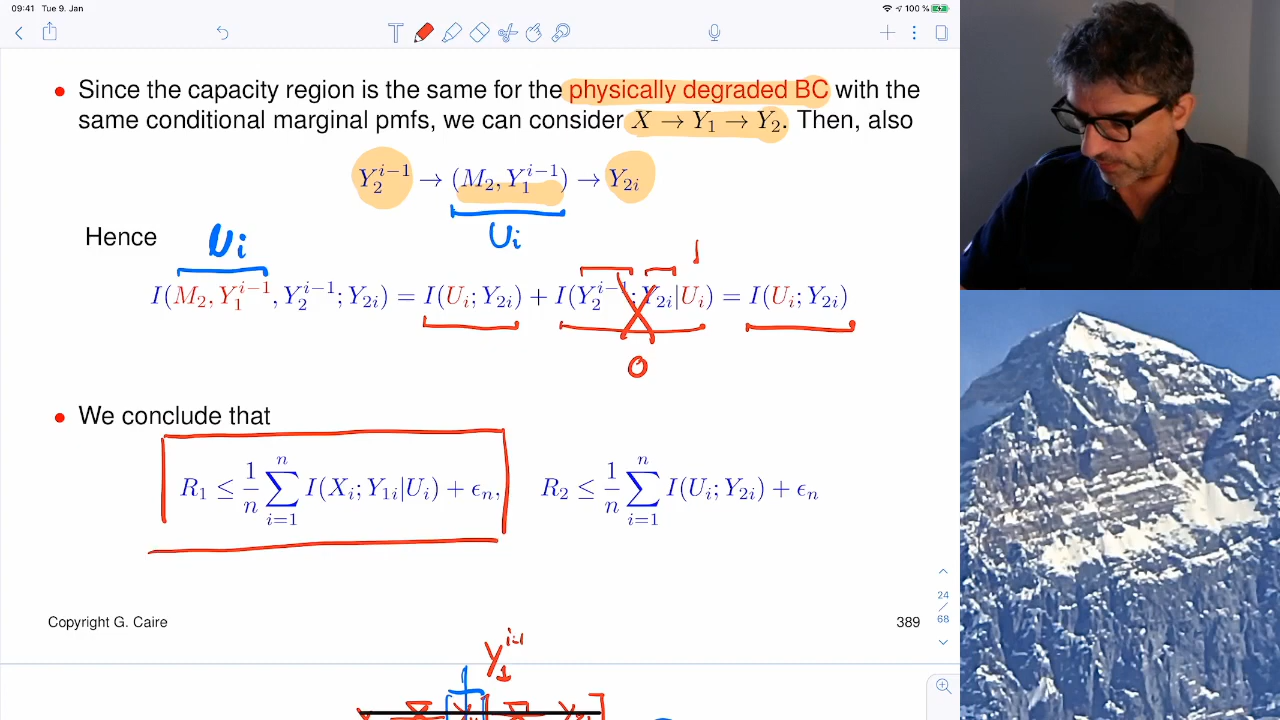 09:41 Tue 9. Jan
100 %
• Since the capacity region is the same for the physically degraded BC with the
same conditional marginal pmfs, we can consider X → Y₁ → Y₂. Then, also
Y₂^{i−1} → (M₂, Y₁^{i−1}) → Y₂ᵢ
Uᵢ
Hence
Uᵢ
I(M₂, Y₁^{i−1}, Y₂^{i−1}; Y₂ᵢ) = I(Uᵢ; Y₂ᵢ) + I(Y₂^{i−1}; Y₂ᵢ|Uᵢ) = I(Uᵢ; Y₂ᵢ)
0
• We conclude that
R₁ ≤ \frac{1}{n} \sum_{i=1}^{n} I(Xᵢ; Y₁ᵢ|Uᵢ) + ϵₙ, R₂ ≤ \frac{1}{n} \sum_{i=1}^{n} I(Uᵢ; Y₂ᵢ) + ϵₙ
Copyright G. Caire
389
24
/
68